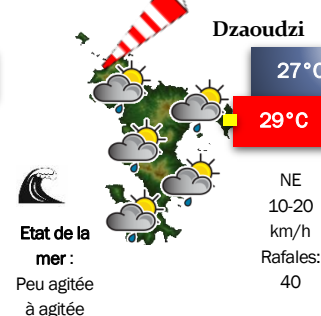 Dzaoudzi
27°C
29°C
NE
10-20
km/h
Rafales:
40
Etat de la
mer :
Peu agitée
à agitée